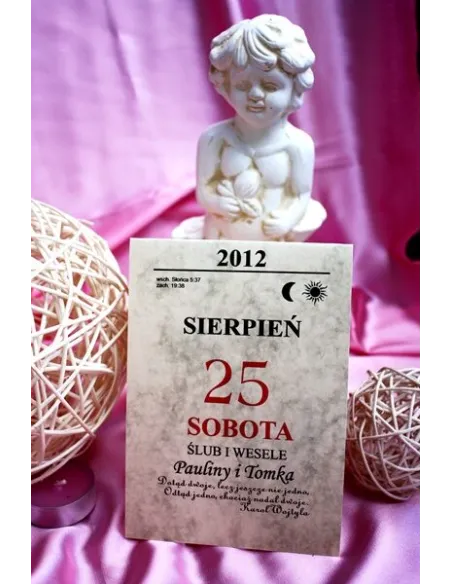 2012
wsch. Słońca 5:37
zach. 19:38
SIERPIEŃ
25
SOBOTA
ŚLUB I WESELE
Pauliny i Tomka
Dotąd dwoje, lecz jeszcze nie jedno,
Odtąd jedno, chociaż nadal dwoje.
Karol Wojtyła